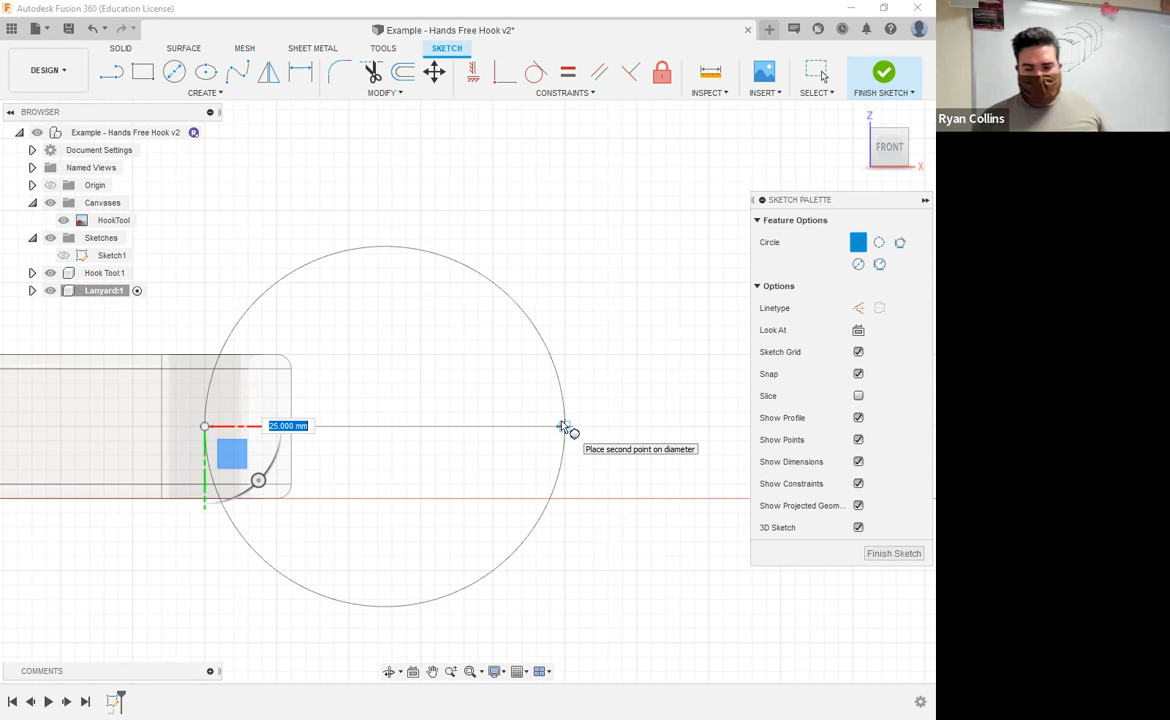 Autodesk Fusion 360 (Education License)
Example - Hands Free Hook v2*
SOLID SURFACE MESH SHEET METAL TOOLS SKETCH
DESIGN
CREATE MODIFY CONSTRAINTS INSPECT INSERT SELECT FINISH SKETCH
BROWSER
Example - Hands Free Hook v2 R
Document Settings
Named Views
Origin
Canvases
HookTool
Sketches
Sketch1
Hook Tool:1
Lanyard:1
Z
FRONT
X
25.000 mm
Place second point on diameter
SKETCH PALETTE
Feature Options
Circle
Options
Linetype
Look At
Sketch Grid
Snap
Slice
Show Profile
Show Points
Show Dimensions
Show Constraints
Show Projected Geom...
3D Sketch
Finish Sketch
COMMENTS
Ryan Collins